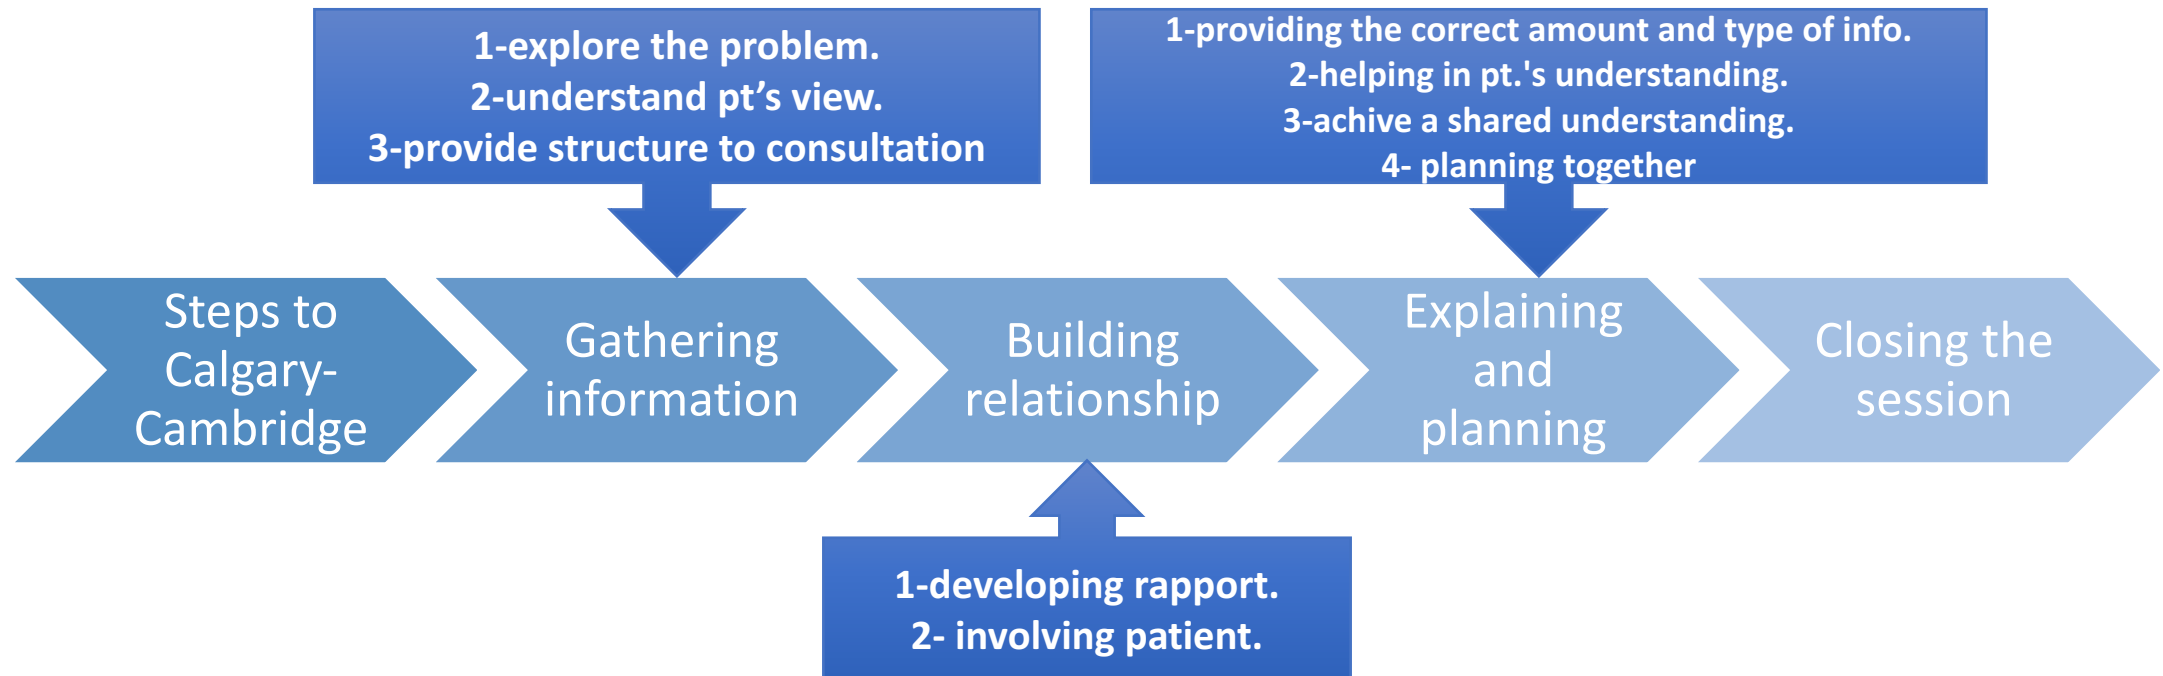 1-explore the problem.
2-understand pt’s view.
3-provide structure to consultation
1-providing the correct amount and type of info.
2-helping in pt.'s understanding.
3-achive a shared understanding.
4- planning together
Steps to
Calgary-
Cambridge
Gathering
information
Building
relationship
Explaining
and
planning
Closing the
session
1-developing rapport.
2- involving patient.